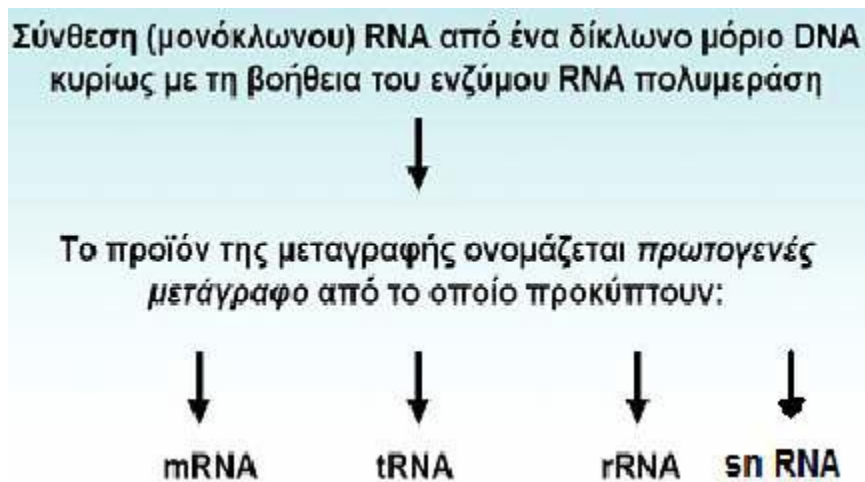 Σύνθεση (μονόκλωνου) RNA από ένα δίκλωνο μόριο DNA
κυρίως με τη βοήθεια του ενζύμου RNA πολυμεράση
Το προϊόν της μεταγραφής ονομάζεται πρωτογενές
μετάγραφο από το οποίο προκύπτουν:
mRNA tRNA rRNA sn RNA